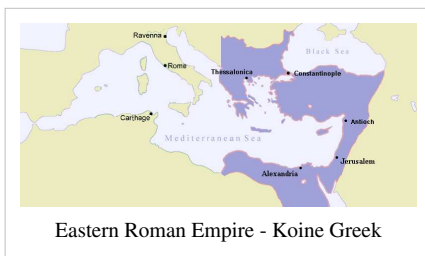 Black Sea
Ravenna
Rome
Thessalonica
Constantinople
Carthage
Antioch
Mediterranean Sea
Jerusalem
Alexandria
Eastern Roman Empire - Koine Greek